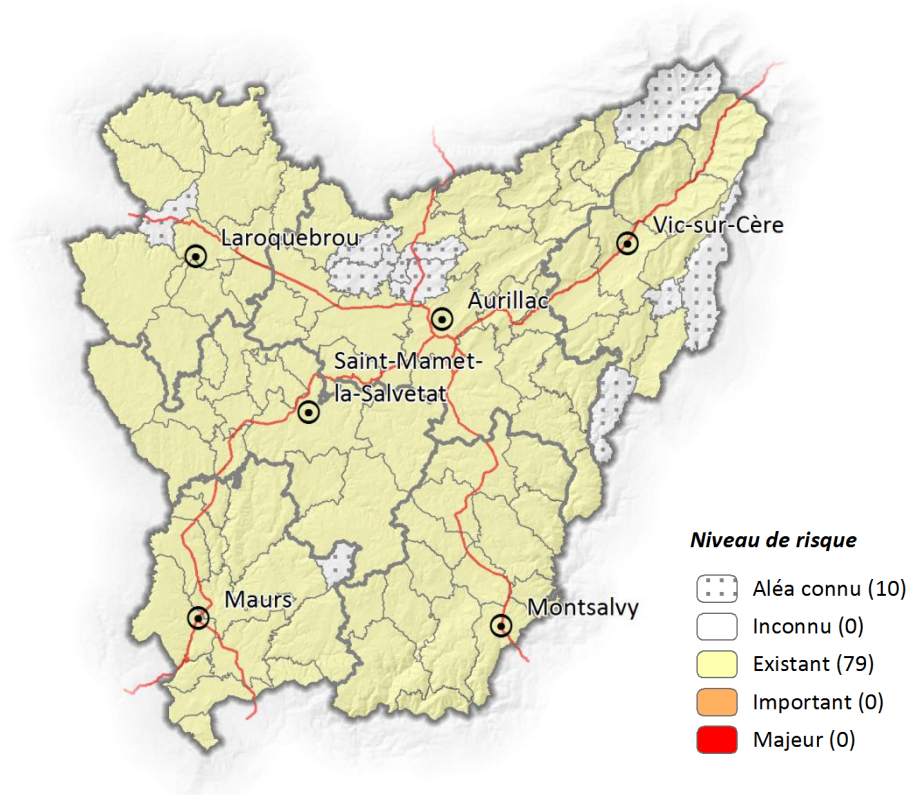 Vic-sur-Cère
Laroquebrou
Aurillac
Saint-Mamet-
la-Salvetat
Maurs
Montsalvy
Niveau de risque
Aléa connu (10)
Inconnu (0)
Existant (79)
Important (0)
Majeur (0)